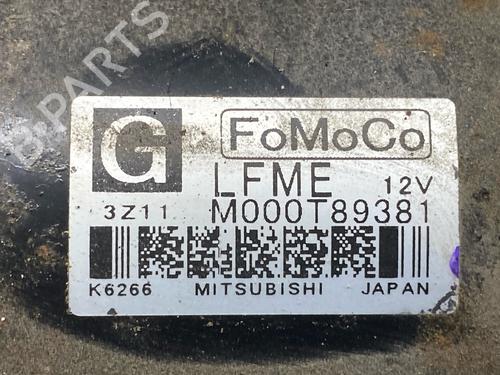 G
FoMoCo
LFME 12V
3Z11 M000T89381
K6266 MITSUBISHI JAPAN
B-PARTS